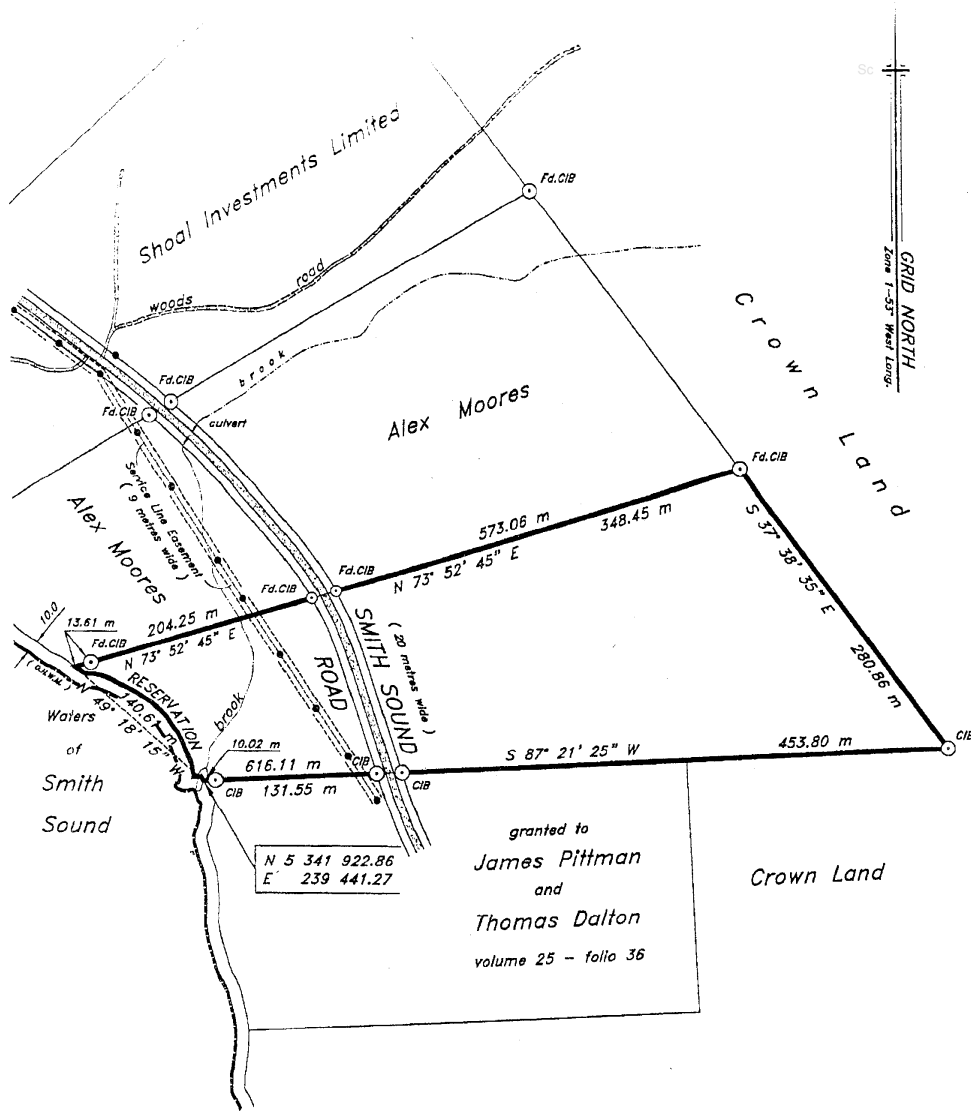 Sc
GRID NORTH
Zone 1-53° West Long.
Shoal Investments Limited
Fd.CIB
woods road
brook
Crown Land
Fd.CIB
Fd.CIB
culvert
Alex Moores
Service Line Easement
( 9 metres wide )
Alex Moores
Fd.CIB
573.06 m
348.45 m
N 73° 52' 45" E
S 37° 38' 35" E
280.86 m
Fd.CIB
Fd.CIB
204.25 m
N 73° 52' 45" E
10.0
13.61 m
Fd.CIB
SMITH SOUND
ROAD
( 20 metres wide )
RESERVATION
140.61 m
N 49° 18' 15" W
(O.H.W.M.)
brook
Waters
of
Smith
Sound
10.02 m
616.11 m
131.55 m
CIB
CIB
CIB
S 87° 21' 25" W
453.80 m
CIB
N 5 341 922.86
E 239 441.27
granted to
James Pittman
and
Thomas Dalton
volume 25 - folio 36
Crown Land